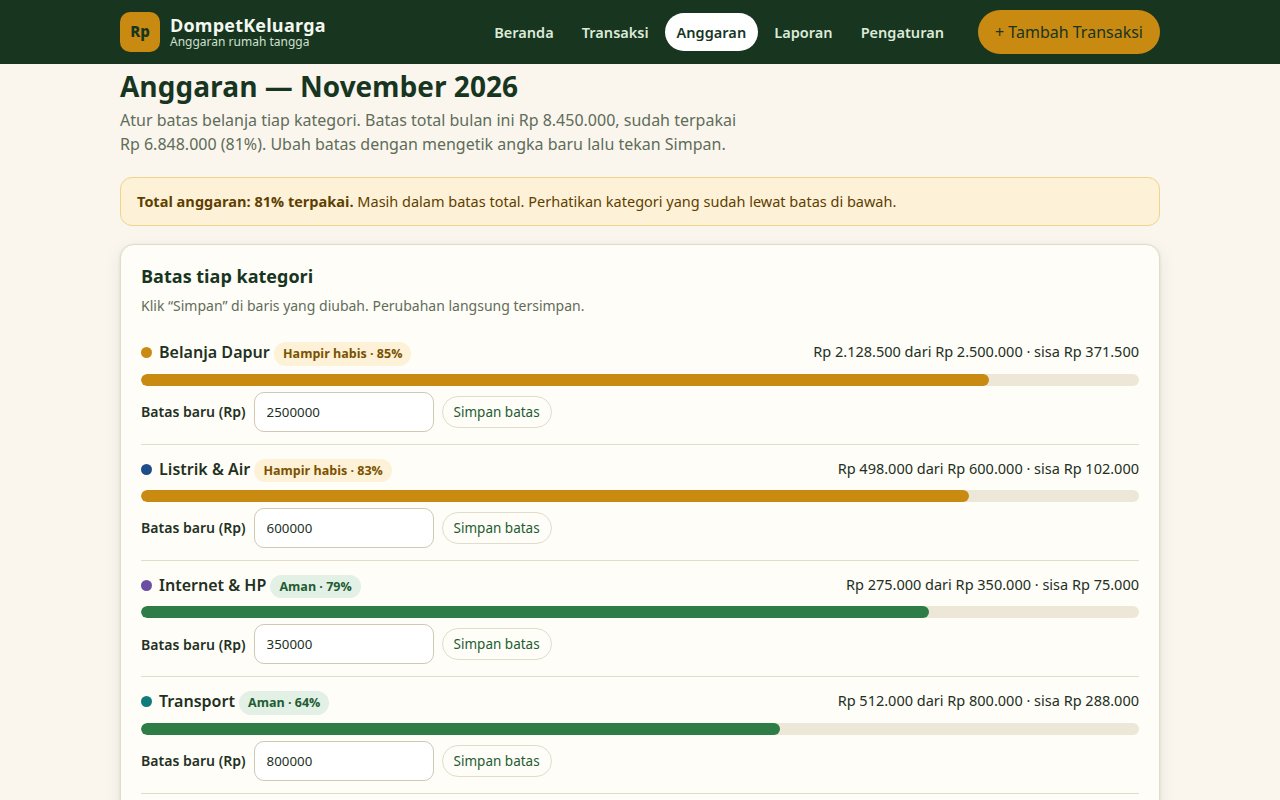 Rp
DompetKeluarga
Anggaran rumah tangga
Beranda
Transaksi
Anggaran
Laporan
Pengaturan
+ Tambah Transaksi
Anggaran — November 2026
Atur batas belanja tiap kategori. Batas total bulan ini Rp 8.450.000, sudah terpakai
Rp 6.848.000 (81%). Ubah batas dengan mengetik angka baru lalu tekan Simpan.
Total anggaran: 81% terpakai. Masih dalam batas total. Perhatikan kategori yang sudah lewat batas di bawah.
Batas tiap kategori
Klik “Simpan” di baris yang diubah. Perubahan langsung tersimpan.
Belanja Dapur Hampir habis · 85% Rp 2.128.500 dari Rp 2.500.000 · sisa Rp 371.500
Batas baru (Rp) 2500000 Simpan batas
Listrik & Air Hampir habis · 83% Rp 498.000 dari Rp 600.000 · sisa Rp 102.000
Batas baru (Rp) 600000 Simpan batas
Internet & HP Aman · 79% Rp 275.000 dari Rp 350.000 · sisa Rp 75.000
Batas baru (Rp) 350000 Simpan batas
Transport Aman · 64% Rp 512.000 dari Rp 800.000 · sisa Rp 288.000
Batas baru (Rp) 800000 Simpan batas